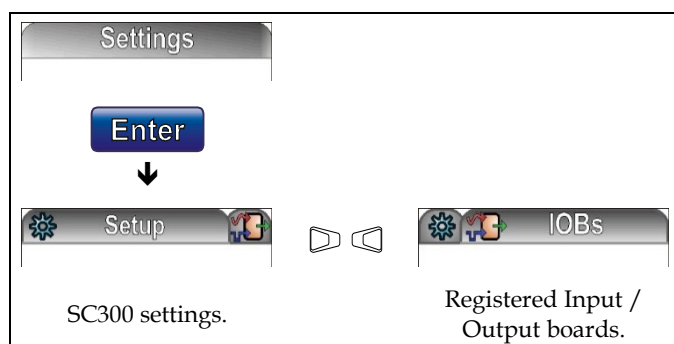 Settings
Enter
Setup
IOBs
SC300 settings.
Registered Input /
Output boards.